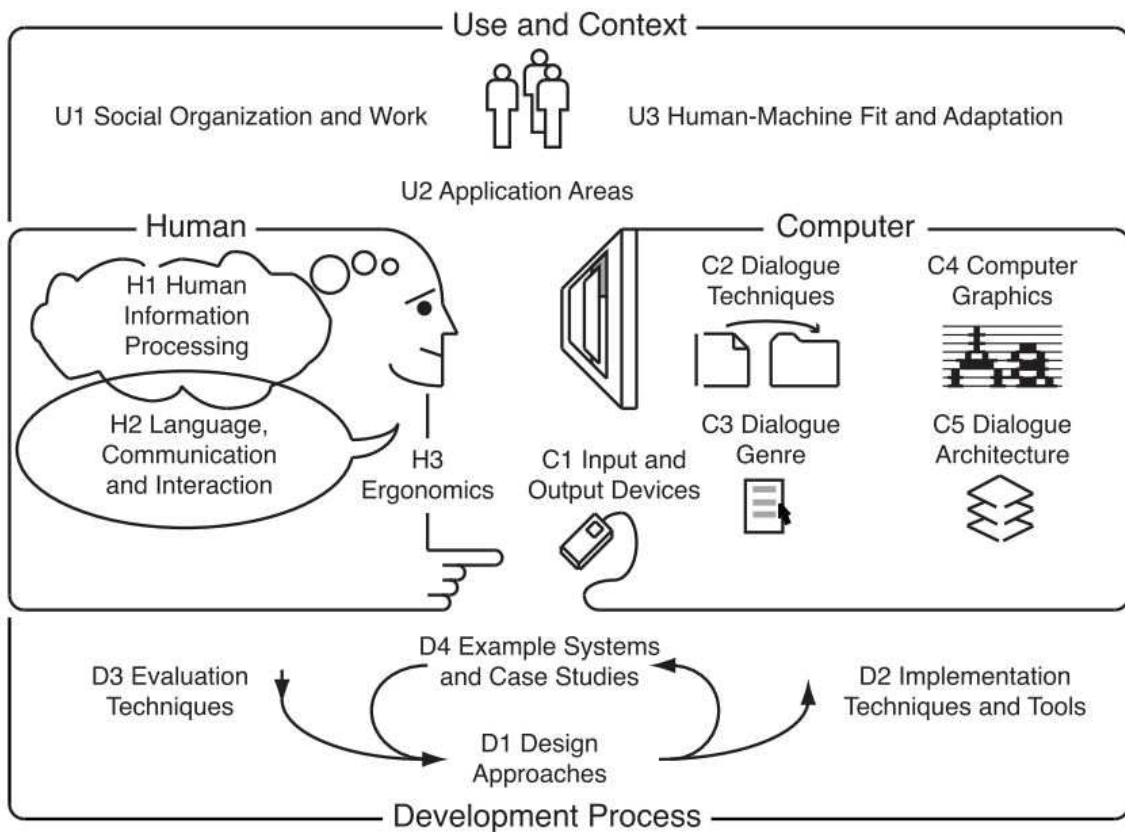 Use and Context
U1 Social Organization and Work
U3 Human-Machine Fit and Adaptation
U2 Application Areas
Human
H1 Human
Information
Processing
H2 Language,
Communication
and Interaction
H3
Ergonomics
Computer
C1 Input and
Output Devices
C2 Dialogue
Techniques
C4 Computer
Graphics
C3 Dialogue
Genre
C5 Dialogue
Architecture
D3 Evaluation
Techniques
D4 Example Systems
and Case Studies
D2 Implementation
Techniques and Tools
D1 Design
Approaches
Development Process